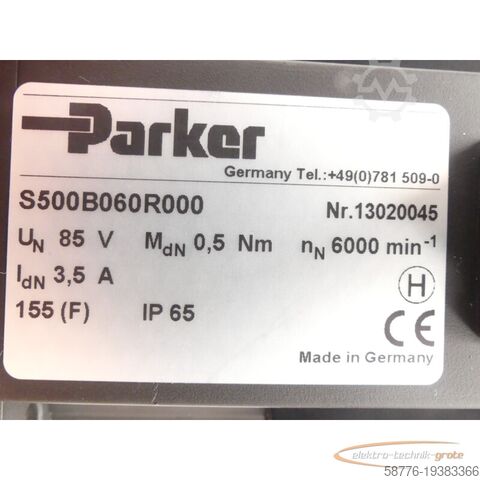 Parker
Germany Tel.:+49(0)781 509-0
S500B060R000 Nr.13020045
UN 85 V MdN 0,5 Nm nN 6000 min-1
IdN 3,5 A H
155 (F) IP 65 CE
Made in Germany
elektro-technik-grote
58776-19383366